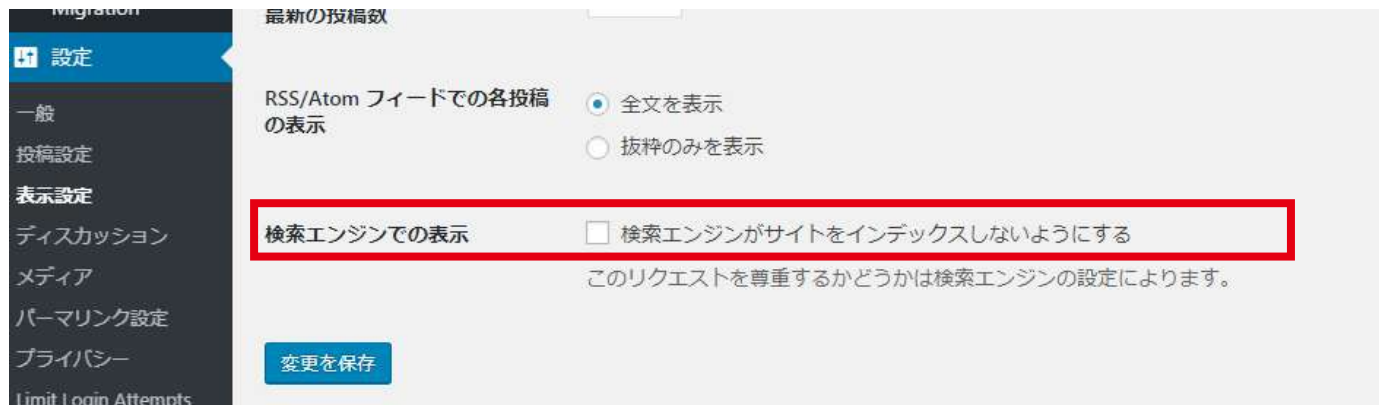 Migration
設定
一般
投稿設定
表示設定
ディスカッション
メディア
パーマリンク設定
プライバシー
Limit Login Attempts
最新の投稿数
RSS/Atom フィードでの各投稿
の表示
全文を表示
抜粋のみを表示
検索エンジンでの表示
検索エンジンがサイトをインデックスしないようにする
このリクエストを尊重するかどうかは検索エンジンの設定によります。
変更を保存